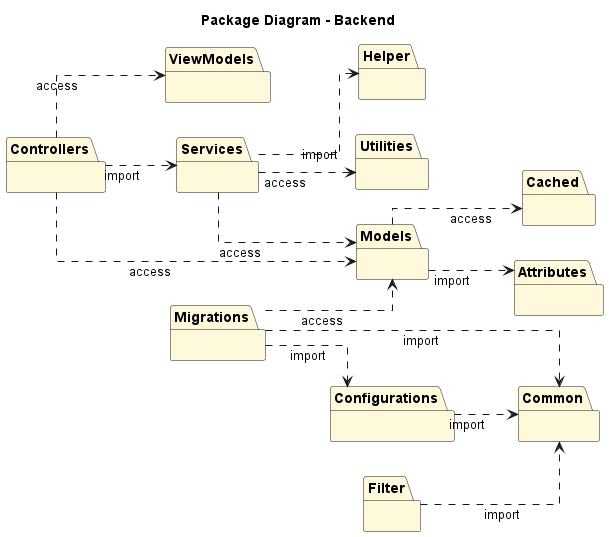 Package Diagram - Backend
ViewModels
Helper
access
Controllers
Services
Utilities
import
import
access
Cached
Models
access
access
access
Attributes
import
Migrations
access
import
import
Configurations
Common
import
Filter
import